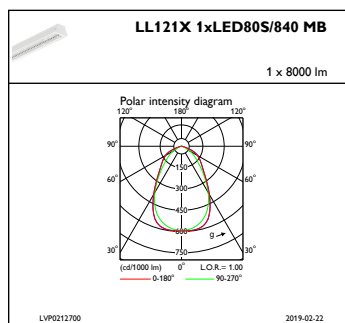 LL121X 1xLED80S/840 MB
1 x 8000 lm
Polar intensity diagram
120° 180° 120°
90° 90°
150
60° 60°
300
450
600
g
750
30° 30°
(cd/1000 lm) 0° L.O.R.= 1.00
0-180° 90-270°
LVP0212700 2019-02-22